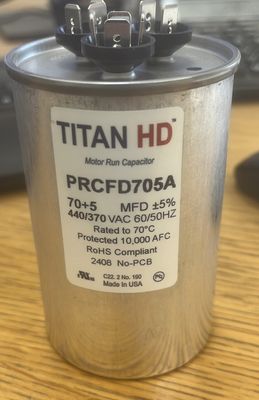 TITAN HD™
Motor Run Capacitor
PRCFD705A
70+5 MFD ±5%
440/370 VAC 60/50HZ
Rated to 70°C
Protected 10,000 AFC
RoHS Compliant
2408 No-PCB
C22. 2 No. 190
Made In USA